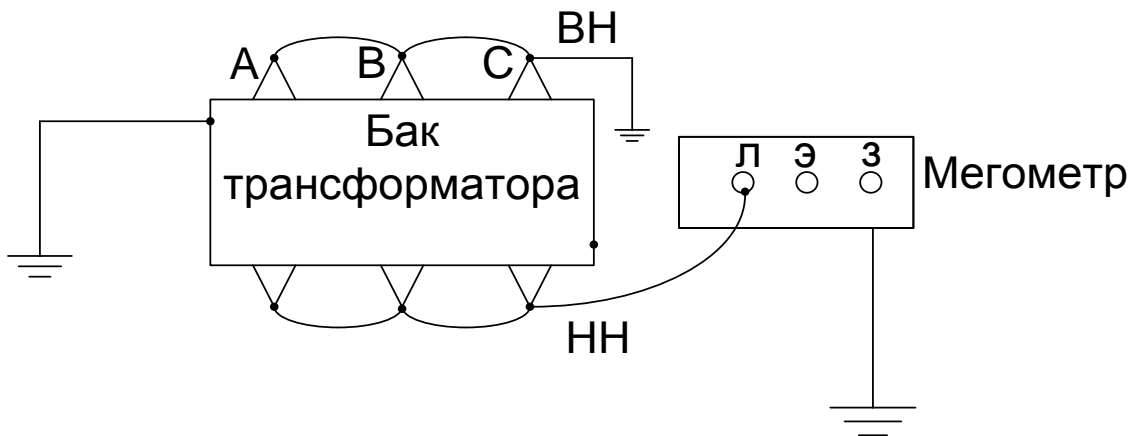 ВН
А В С
Бак
трансформатора
Л Э З
Мегометр
НН